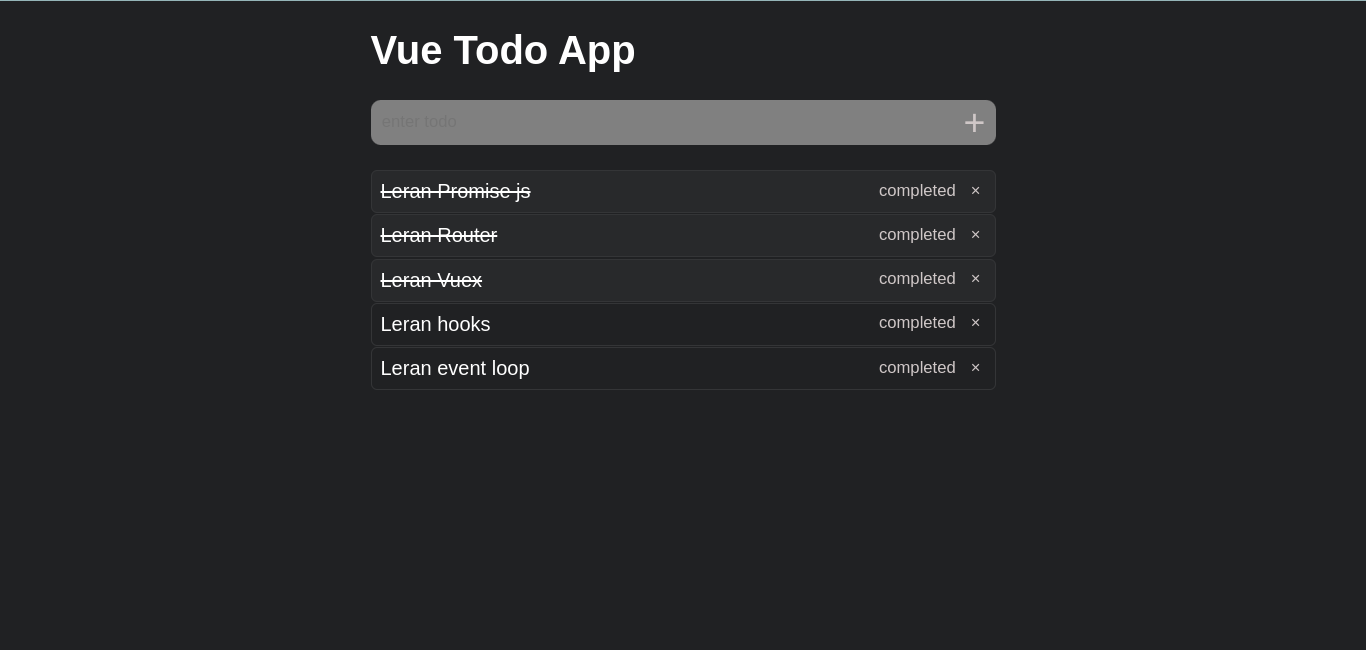 Vue Todo App
enter todo +
Leran Promise js completed ×
Leran Router completed ×
Leran Vuex completed ×
Leran hooks completed ×
Leran event loop completed ×